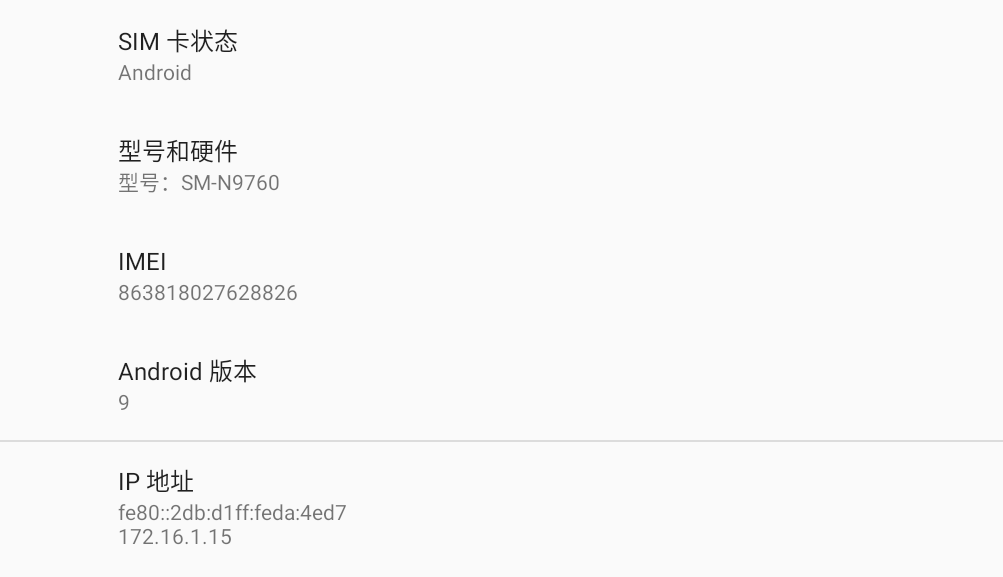 SIM 卡状态
Android
型号和硬件
型号：SM-N9760
IMEI
863818027628826
Android 版本
9
IP 地址
fe80::2db:d1ff:feda:4ed7
172.16.1.15